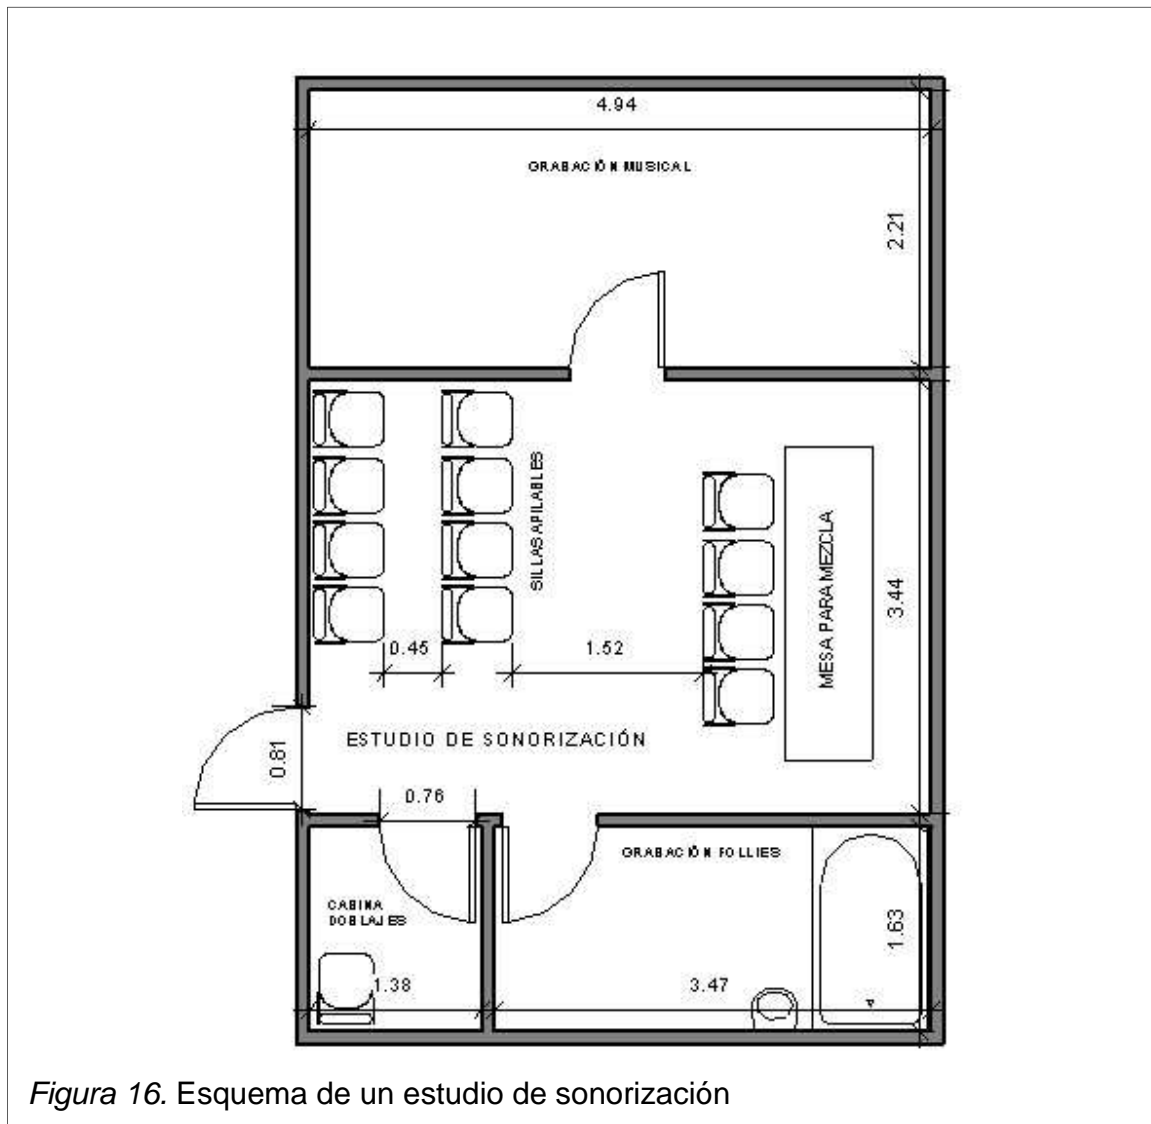 4.94
GRABACIÓN MUSICAL
2.21
SILLAS APILABLES
MESA PARA MEZCLA
3.44
0.45
1.52
ESTUDIO DE SONORIZACIÓN
0.81
0.76
GRABACIÓN FOLLIES
CABINA
DOBLAJES
1.63
1.38
3.47
Figura 16. Esquema de un estudio de sonorización